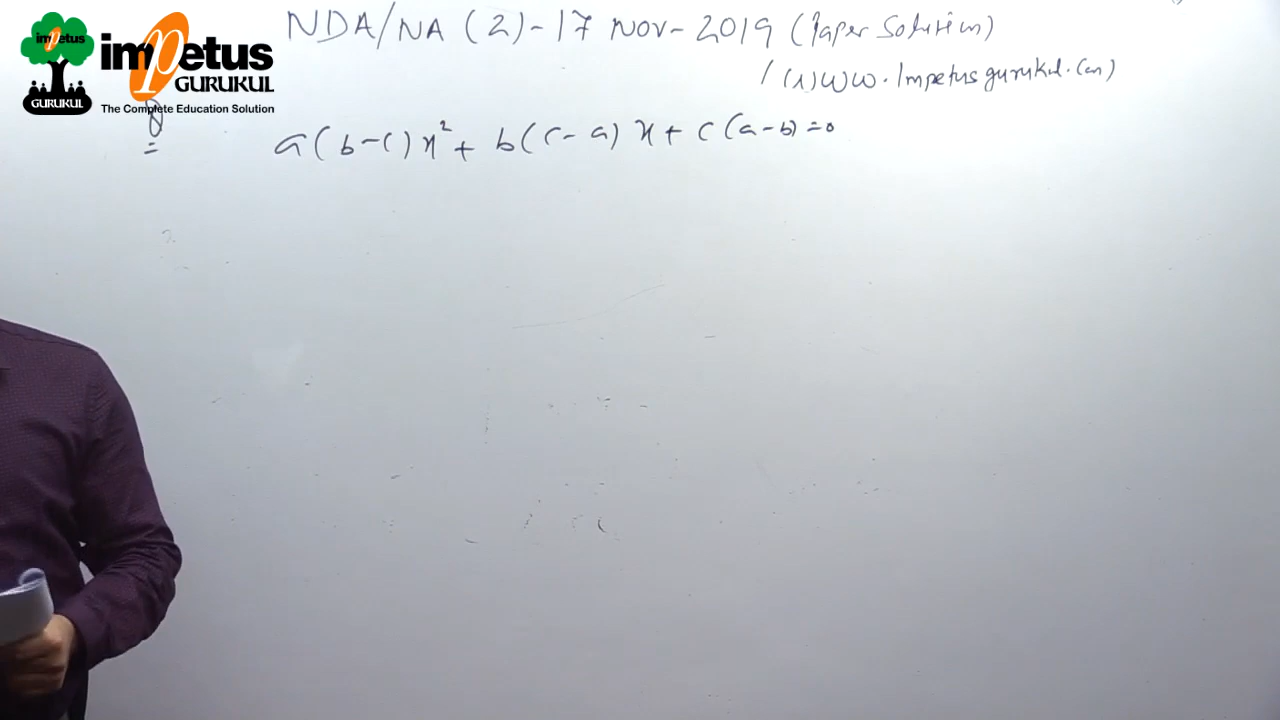 NDA/NA (2)-17 Nov-2019 (Paper Solution)
impetus
impetus
GURUKUL
GURUKUL
The Complete Education Solution
(www.Impetusgurukul.com)
Q
a(b-c)x²+ b(c-a)x+ c(a-b)=0